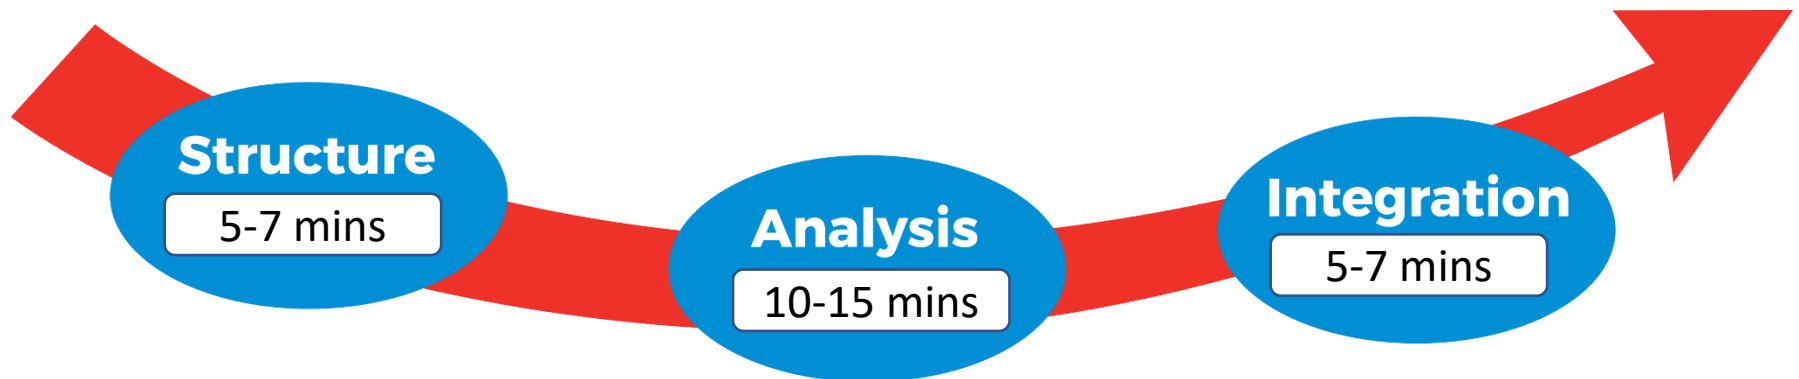 Structure
5-7 mins
Analysis
10-15 mins
Integration
5-7 mins